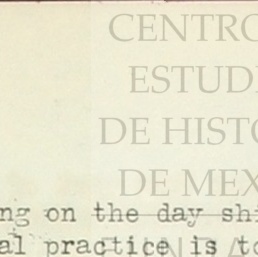 CENTRO
ESTUDI
DE HISTO
DE MEX
ng on the day shi
al practice is to